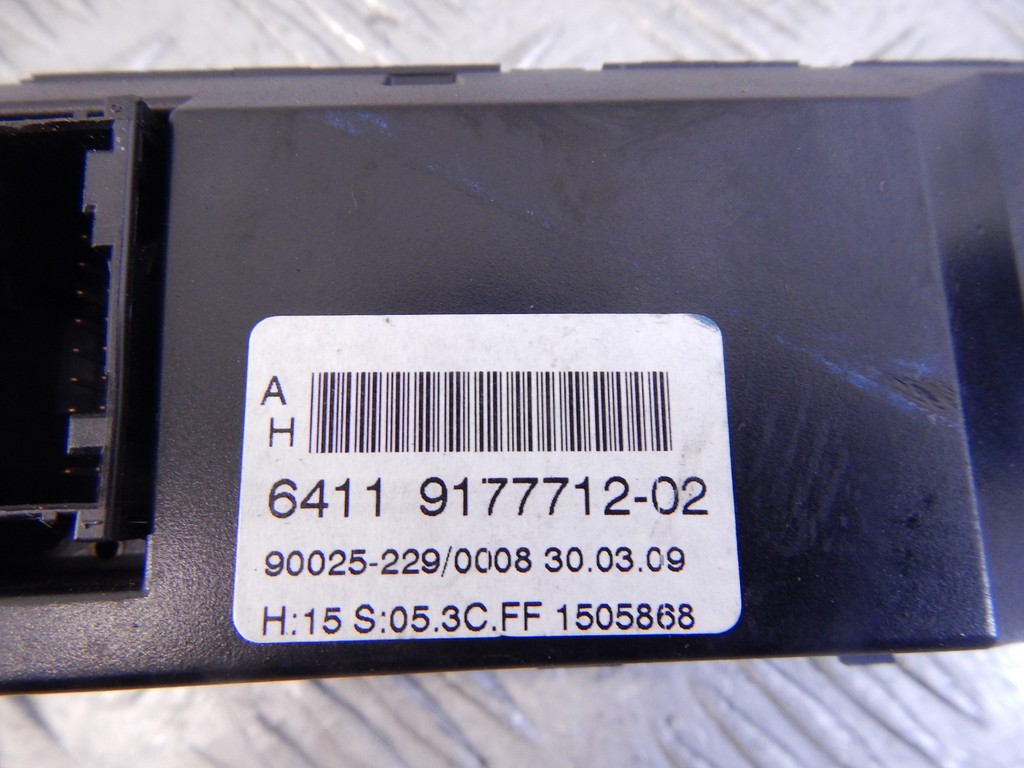 A
H
6411 9177712-02
90025-229/0008 30.03.09
H:15 S:05.3C.FF 1505868